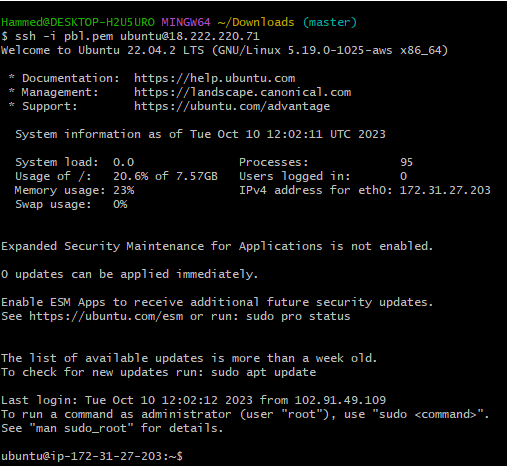 Hammed@DESKTOP-H2U5URO MINGW64 ~/Downloads (master)
$ ssh -i pbl.pem ubuntu@18.222.220.71
Welcome to Ubuntu 22.04.2 LTS (GNU/Linux 5.19.0-1025-aws x86_64)

 * Documentation:  https://help.ubuntu.com
 * Management:     https://landscape.canonical.com
 * Support:        https://ubuntu.com/advantage

  System information as of Tue Oct 10 12:02:11 UTC 2023

  System load:  0.0                Processes:             95
  Usage of /:   20.6% of 7.57GB   Users logged in:       0
  Memory usage: 23%                IPv4 address for eth0: 172.31.27.203
  Swap usage:   0%

Expanded Security Maintenance for Applications is not enabled.

0 updates can be applied immediately.

Enable ESM Apps to receive additional future security updates.
See https://ubuntu.com/esm or run: sudo pro status

The list of available updates is more than a week old.
To check for new updates run: sudo apt update

Last login: Tue Oct 10 12:02:12 2023 from 102.91.49.109
To run a command as administrator (user "root"), use "sudo <command>".
See "man sudo_root" for details.

ubuntu@ip-172-31-27-203:~$